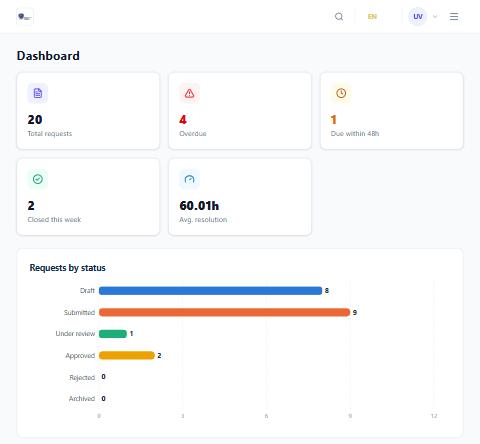 EN
UV
Dashboard
20
Total requests
4
Overdue
1
Due within 48h
2
Closed this week
60.01h
Avg. resolution
Requests by status
Draft 8
Submitted 9
Under review 1
Approved 2
Rejected 0
Archived 0
0 3 6 9 12